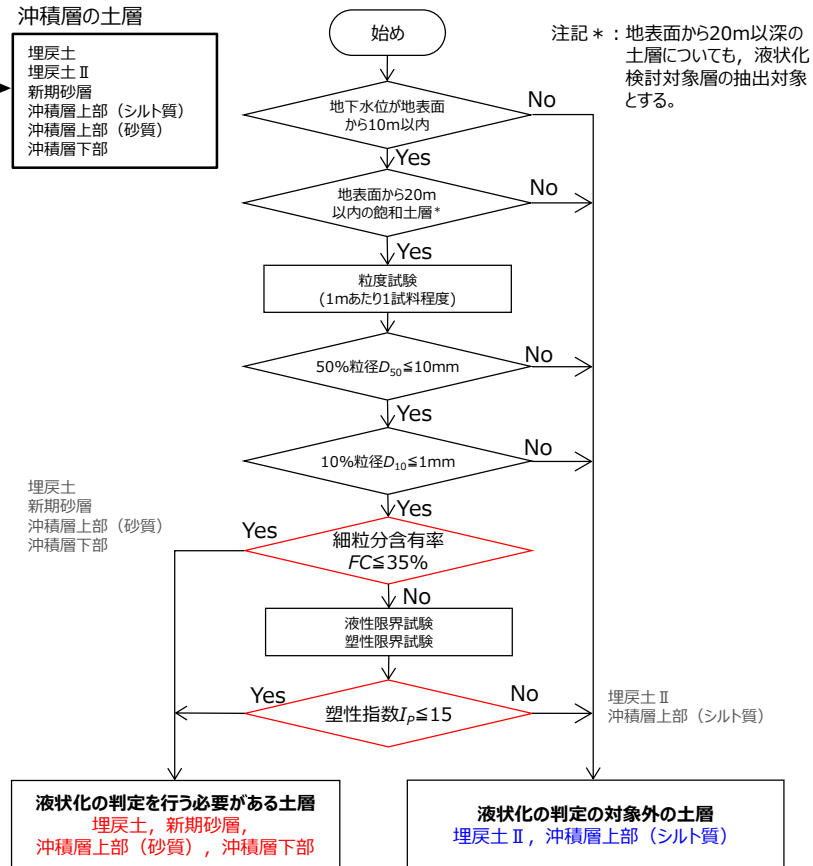 沖積層の土層
埋戻土
埋戻土Ⅱ
新期砂層
沖積層上部（シルト質）
沖積層上部（砂質）
沖積層下部
始め
注記＊：地表面から20m以深の
土層についても，液状化
検討対象層の抽出対象
とする。
地下水位が地表面
から10m以内
No
Yes
地表面から20m
以内の飽和土層*
No
Yes
粒度試験
(1mあたり1試料程度)
50%粒径D50≦10mm
No
Yes
10%粒径D10≦1mm
No
Yes
埋戻土
新期砂層
沖積層上部（砂質）
沖積層下部
Yes
細粒分含有率
FC≦35%
No
液性限界試験
塑性限界試験
Yes
塑性指数IP≦15
No
埋戻土Ⅱ
沖積層上部（シルト質）
液状化の判定を行う必要がある土層
埋戻土，新期砂層，
沖積層上部（砂質），沖積層下部
液状化の判定の対象外の土層
埋戻土Ⅱ，沖積層上部（シルト質）